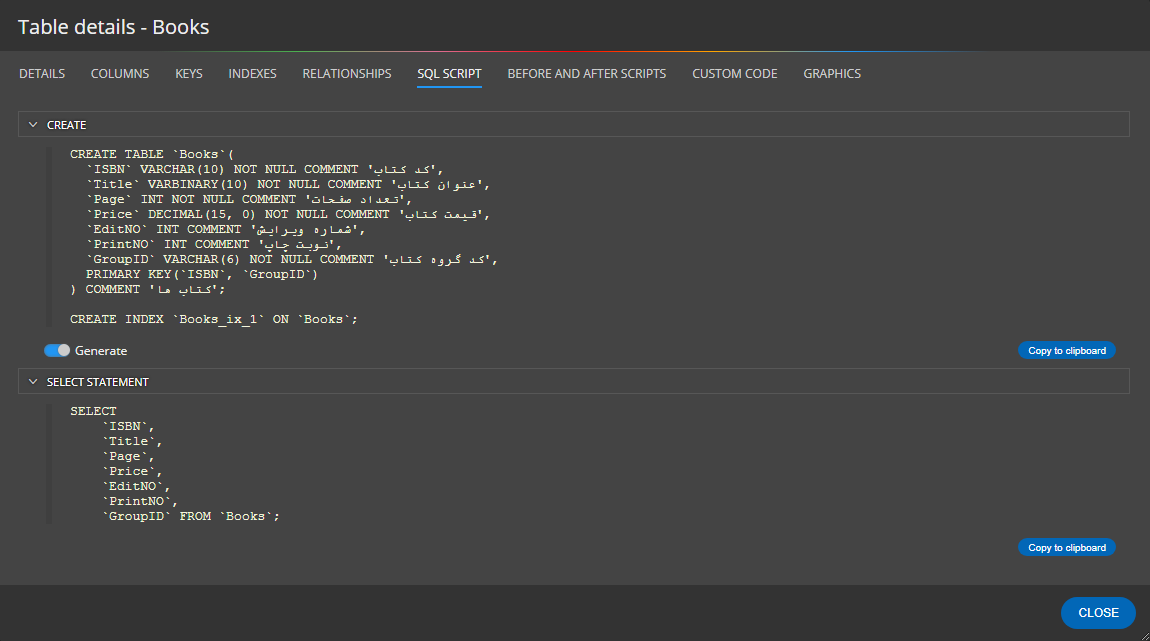 Table details - Books
DETAILS COLUMNS KEYS INDEXES RELATIONSHIPS SQL SCRIPT BEFORE AND AFTER SCRIPTS CUSTOM CODE GRAPHICS
CREATE
CREATE TABLE `Books`(
`ISBN` VARCHAR(10) NOT NULL COMMENT 'کد کتاب',
`Title` VARBINARY(10) NOT NULL COMMENT 'عنوان کتاب',
`Page` INT NOT NULL COMMENT 'تعداد صفحات',
`Price` DECIMAL(15, 0) NOT NULL COMMENT 'قیمت کتاب',
`EditNO` INT COMMENT 'شماره ویرایش',
`PrintNO` INT COMMENT 'نوبت چاپ',
`GroupID` VARCHAR(6) NOT NULL COMMENT 'کد گروه کتاب',
PRIMARY KEY(`ISBN`, `GroupID`)
) COMMENT 'کتاب ها';
CREATE INDEX `Books_ix_1` ON `Books`;
Generate
Copy to clipboard
SELECT STATEMENT
SELECT
`ISBN`,
`Title`,
`Page`,
`Price`,
`EditNO`,
`PrintNO`,
`GroupID` FROM `Books`;
Copy to clipboard
CLOSE